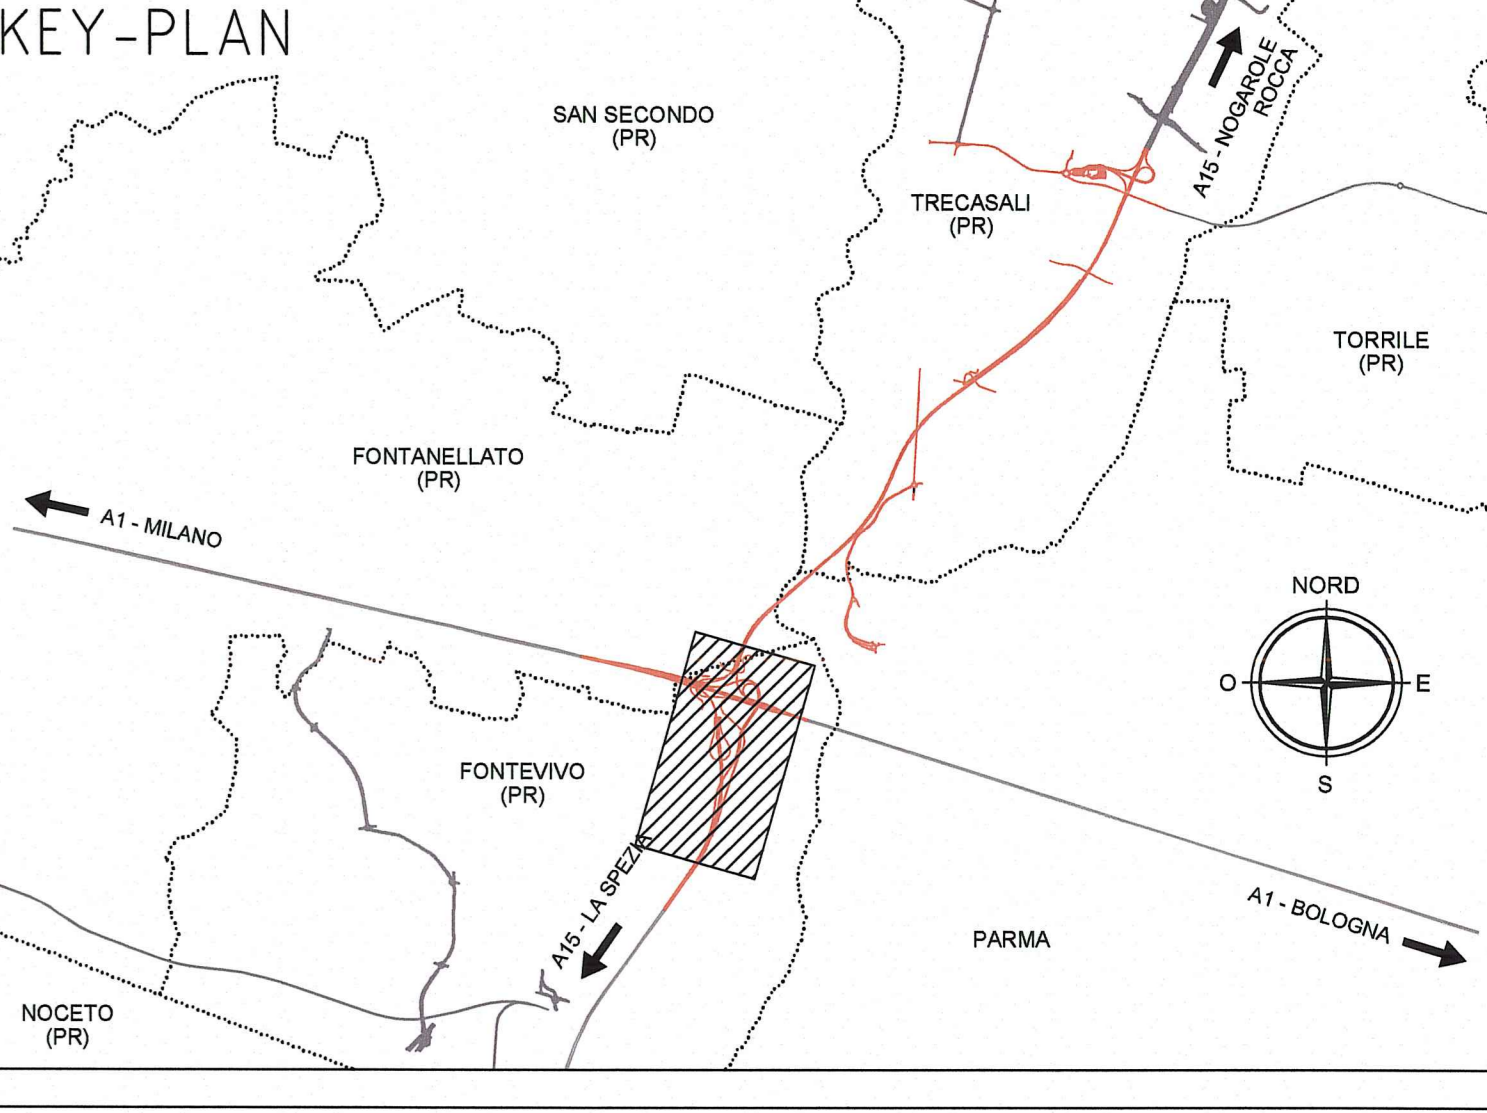 KEY-PLAN
SAN SECONDO
(PR)
A15 - NOGAROLE
ROCCA
TRECASALI
(PR)
TORRILE
(PR)
FONTANELLATO
(PR)
A1 - MILANO
NORD
O
E
S
FONTEVIVO
(PR)
A15 - LA SPEZIA
A1 - BOLOGNA
PARMA
NOCETO
(PR)